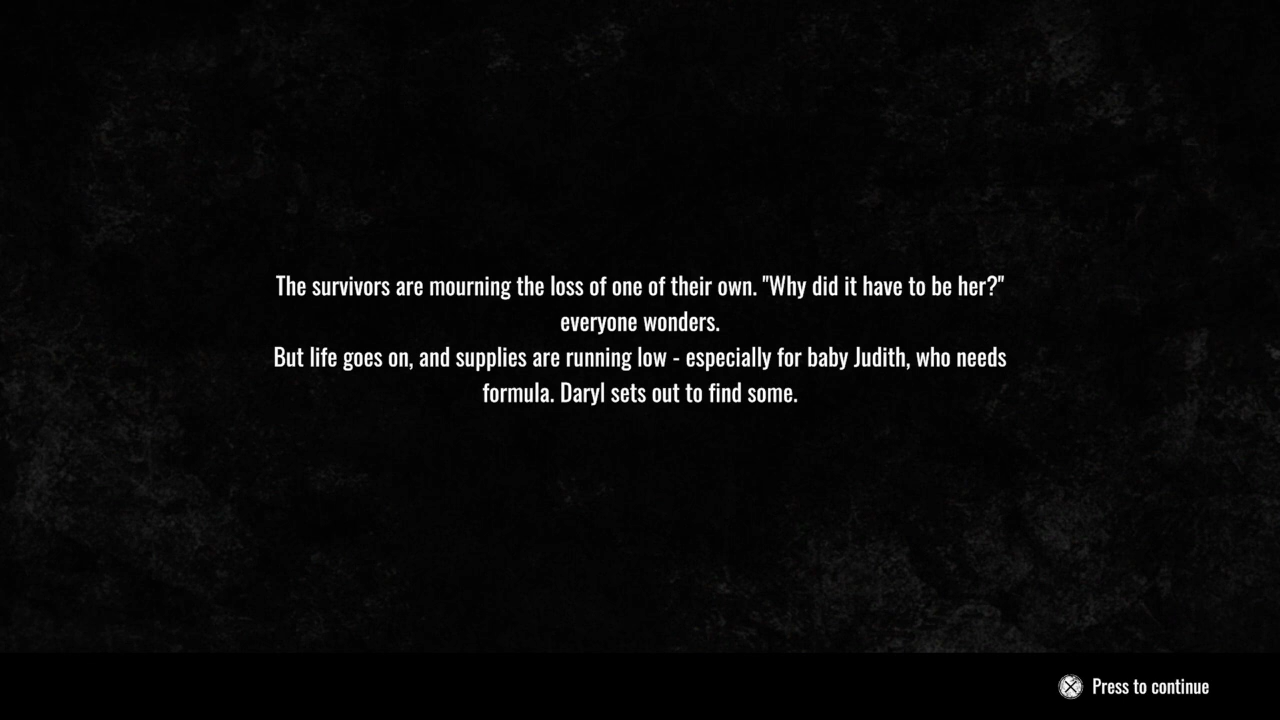 The survivors are mourning the loss of one of their own. "Why did it have to be her?"
everyone wonders.
But life goes on, and supplies are running low - especially for baby Judith, who needs
formula. Daryl sets out to find some.
Press to continue